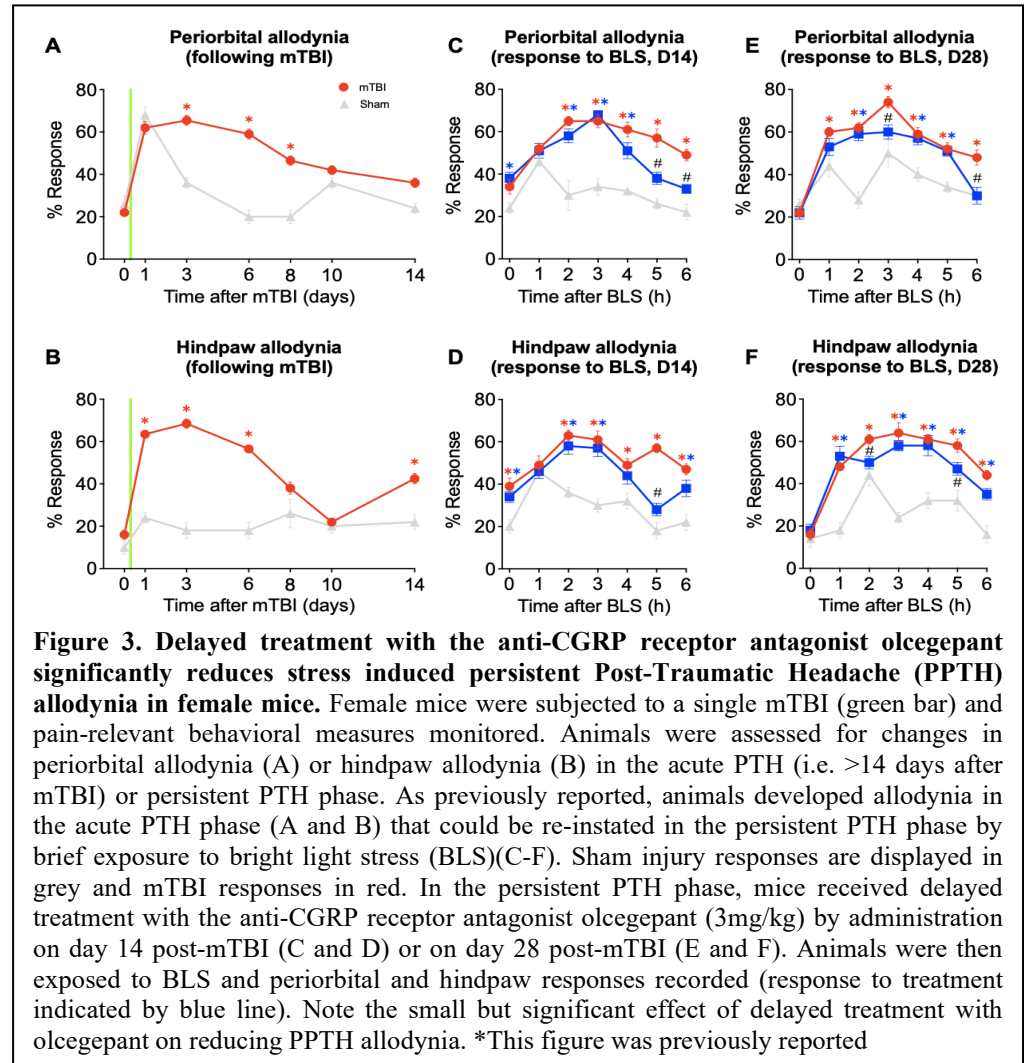 A
Periorbital allodynia
(following mTBI)
mTBI
Sham
% Response
80
60
40
20
0
0 1 3 6 8 10 14
Time after mTBI (days)
* * *
C
Periorbital allodynia
(response to BLS, D14)
% Response
80
60
40
20
0
* ** ** ** * *
# #
0 1 2 3 4 5 6
Time after BLS (h)
E
Periorbital allodynia
(response to BLS, D28)
% Response
80
60
40
20
0
* ** * ** ** *
# #
0 1 2 3 4 5 6
Time after BLS (h)
B
Hindpaw allodynia
(following mTBI)
% Response
80
60
40
20
0
* * * *
0 1 3 6 8 10 14
Time after mTBI (days)
D
Hindpaw allodynia
(response to BLS, D14)
% Response
80
60
40
20
0
** ** ** * * **
#
0 1 2 3 4 5 6
Time after BLS (h)
F
Hindpaw allodynia
(response to BLS, D28)
% Response
80
60
40
20
0
** * ** ** ** **
# #
0 1 2 3 4 5 6
Time after BLS (h)
Figure 3. Delayed treatment with the anti-CGRP receptor antagonist olcegepant
significantly reduces stress induced persistent Post-Traumatic Headache (PPTH)
allodynia in female mice. Female mice were subjected to a single mTBI (green bar) and
pain-relevant behavioral measures monitored. Animals were assessed for changes in
periorbital allodynia (A) or hindpaw allodynia (B) in the acute PTH (i.e. >14 days after
mTBI) or persistent PTH phase. As previously reported, animals developed allodynia in
the acute PTH phase (A and B) that could be re-instated in the persistent PTH phase by
brief exposure to bright light stress (BLS)(C-F). Sham injury responses are displayed in
grey and mTBI responses in red. In the persistent PTH phase, mice received delayed
treatment with the anti-CGRP receptor antagonist olcegepant (3mg/kg) by administration
on day 14 post-mTBI (C and D) or on day 28 post-mTBI (E and F). Animals were then
exposed to BLS and periorbital and hindpaw responses recorded (response to treatment
indicated by blue line). Note the small but significant effect of delayed treatment with
olcegepant on reducing PPTH allodynia. *This figure was previously reported